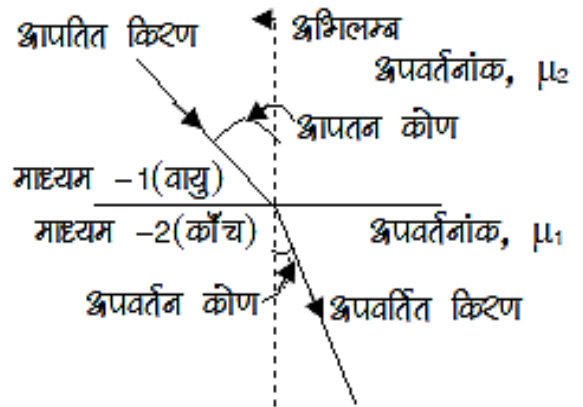 आपतित किरण
अभिलम्ब
अपवर्तनांक, μ2
आपतन कोण
माध्यम -1(वायु)
माध्यम -2(काँच)
अपवर्तनांक, μ1
अपवर्तन कोण
अपवर्तित किरण